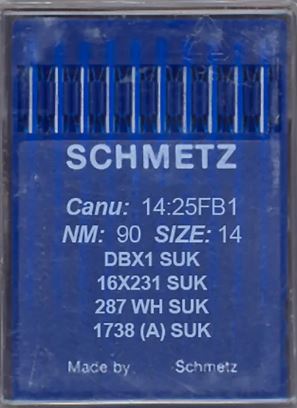 SCHMETZ
Canu: 14:25FB1
NM: 90 SIZE: 14
DBX1 SUK
16X231 SUK
287 WH SUK
1738 (A) SUK
Made by Schmetz